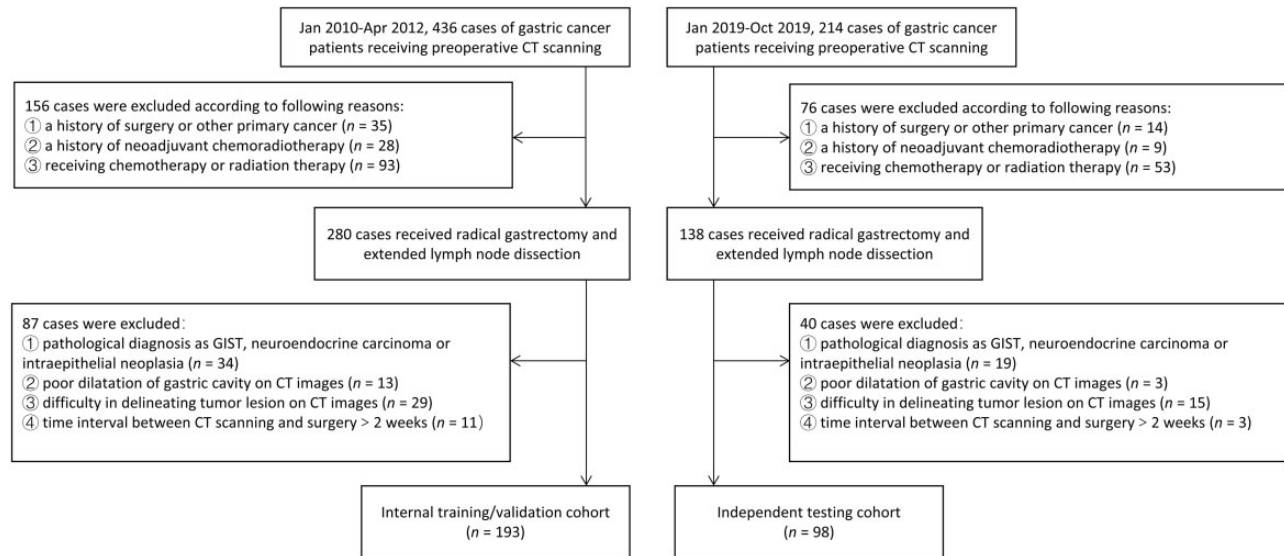 Jan 2010-Apr 2012, 436 cases of gastric cancer
patients receiving preoperative CT scanning
Jan 2019-Oct 2019, 214 cases of gastric cancer
patients receiving preoperative CT scanning
156 cases were excluded according to following reasons:
① a history of surgery or other primary cancer (n = 35)
② a history of neoadjuvant chemoradiotherapy (n = 28)
③ receiving chemotherapy or radiation therapy (n = 93)
76 cases were excluded according to following reasons:
① a history of surgery or other primary cancer (n = 14)
② a history of neoadjuvant chemoradiotherapy (n = 9)
③ receiving chemotherapy or radiation therapy (n = 53)
280 cases received radical gastrectomy and
extended lymph node dissection
138 cases received radical gastrectomy and
extended lymph node dissection
87 cases were excluded:
① pathological diagnosis as GIST, neuroendocrine carcinoma or
intraepithelial neoplasia (n = 34)
② poor dilatation of gastric cavity on CT images (n = 13)
③ difficulty in delineating tumor lesion on CT images (n = 29)
④ time interval between CT scanning and surgery > 2 weeks (n = 11)
40 cases were excluded:
① pathological diagnosis as GIST, neuroendocrine carcinoma or
intraepithelial neoplasia (n = 19)
② poor dilatation of gastric cavity on CT images (n = 3)
③ difficulty in delineating tumor lesion on CT images (n = 15)
④ time interval between CT scanning and surgery > 2 weeks (n = 3)
Internal training/validation cohort
(n = 193)
Independent testing cohort
(n = 98)